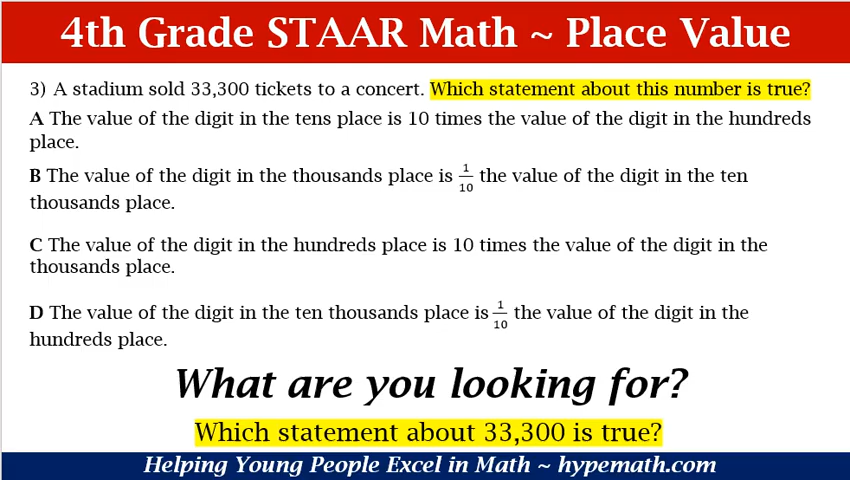 4th Grade STAAR Math ~ Place Value
3) A stadium sold 33,300 tickets to a concert. Which statement about this number is true?
A The value of the digit in the tens place is 10 times the value of the digit in the hundreds
place.
B The value of the digit in the thousands place is 1/10 the value of the digit in the ten
thousands place.
C The value of the digit in the hundreds place is 10 times the value of the digit in the
thousands place.
D The value of the digit in the ten thousands place is 1/10 the value of the digit in the
hundreds place.
What are you looking for?
Which statement about 33,300 is true?
Helping Young People Excel in Math ~ hypemath.com